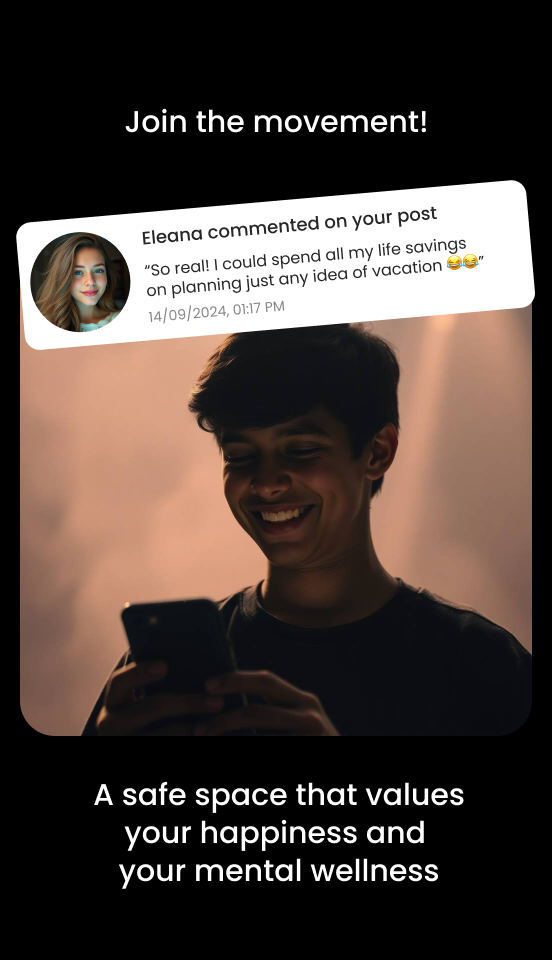 Join the movement!
Eleana commented on your post
“So real! I could spend all my life savings
on planning just any idea of vacation 😂😂”
14/09/2024, 01:17 PM
A safe space that values
your happiness and
your mental wellness